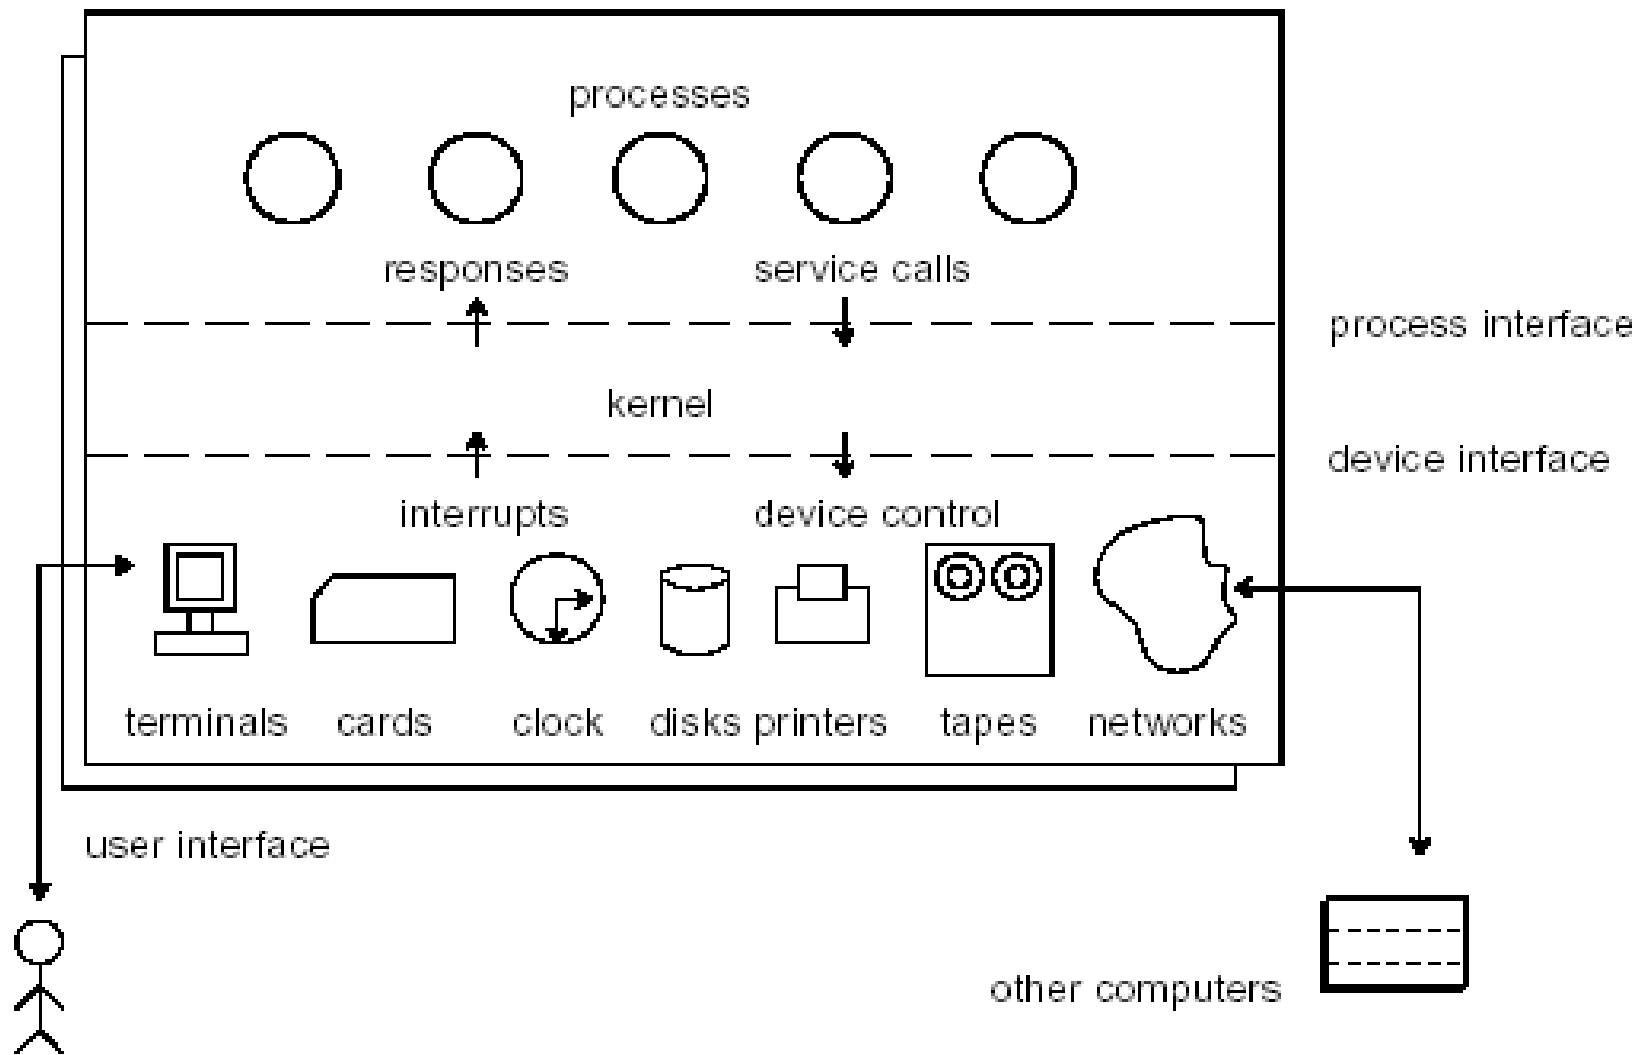 processes
responses
service calls
process interface
kernel
device interface
interrupts
device control
terminals
cards
clock
disks
printers
tapes
networks
user interface
other computers